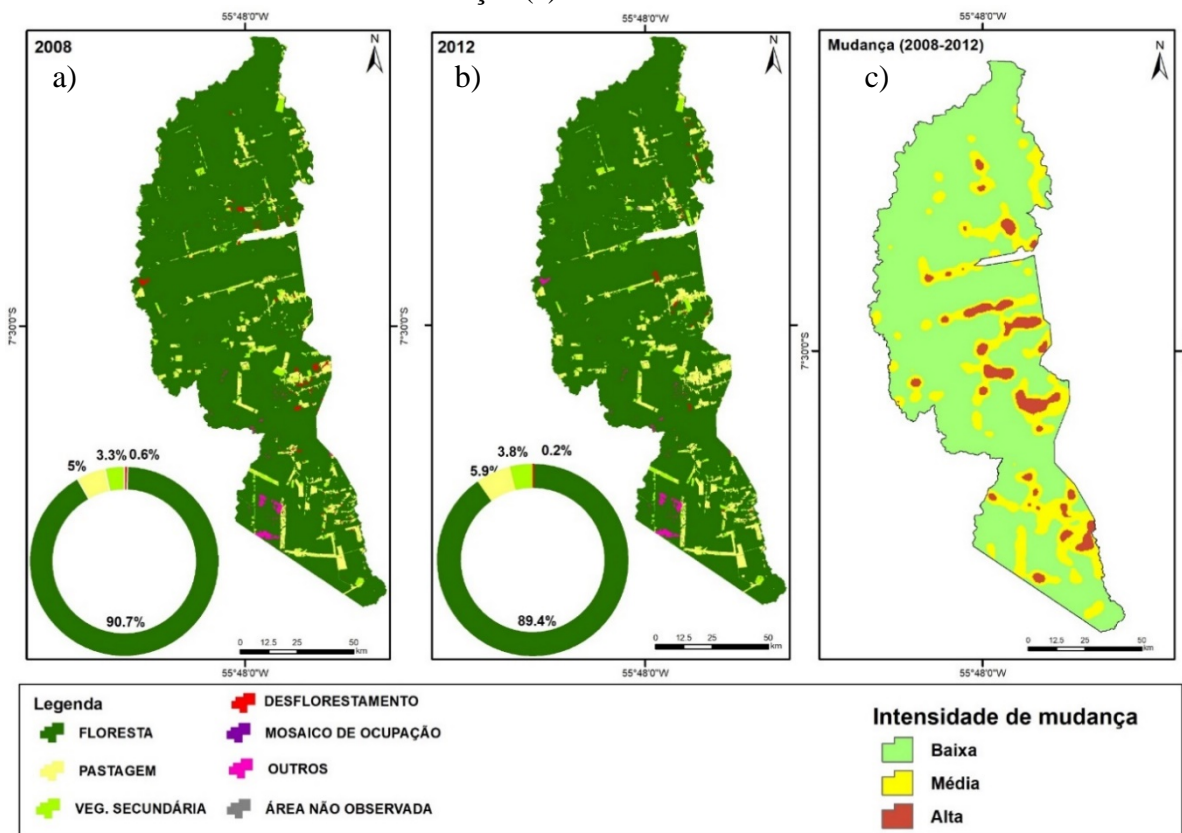 55°48'0"W
55°48'0"W
55°48'0"W
2008
N
a)
2012
N
b)
Mudança (2008-2012)
N
c)
7°30'0"S
7°30'0"S
7°30'0"S
5%
3.3%
0.6%
90.7%
5.9%
3.8%
0.2%
89.4%
0 12.5 25 50
km
0 12.5 25 50
km
0 12.5 25 50
km
55°48'0"W
55°48'0"W
55°48'0"W
Legenda
FLORESTA
PASTAGEM
VEG. SECUNDÁRIA
DESFLORESTAMENTO
MOSAICO DE OCUPAÇÃO
OUTROS
ÁREA NÃO OBSERVADA
Intensidade de mudança
Baixa
Média
Alta